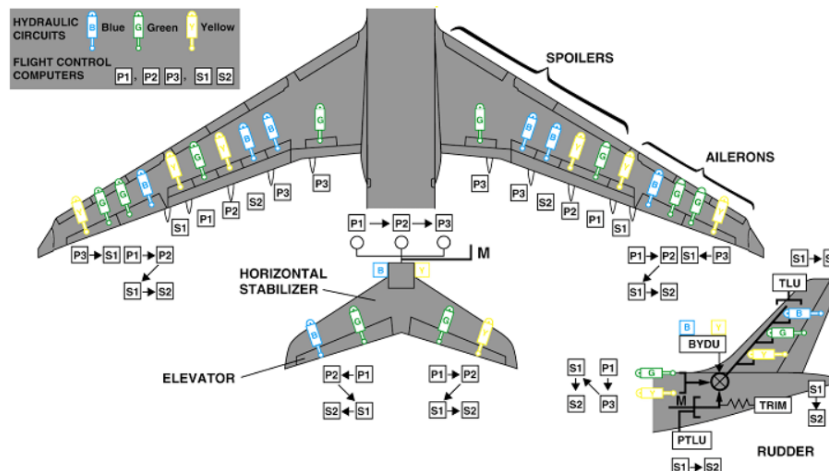 HYDRAULIC
CIRCUITS
B Blue G Green Y Yellow
FLIGHT CONTROL
COMPUTERS P1, P2 P3, S1 S2
SPOILERS
AILERONS
Y G G B Y G Y B B G
G B B Y G Y B G G Y
S1 P1 P2 S2 P3 P3
P3 P3 S2 P2 P1 S1
P3 S1 P1 P2
S1 S2
P1 P2 P3
M
P1 P2 S1 P3
S1 S2
HORIZONTAL
STABILIZER
B Y
B G G Y
ELEVATOR
P2 P1
S2 S1
P1 P2
S1 S2
S1 P1
S2 P3
S1
TLU
B
G
Y
B Y
BYDU
G
Y
M
TRIM
PTLU
S1
S2
RUDDER
S1 S2